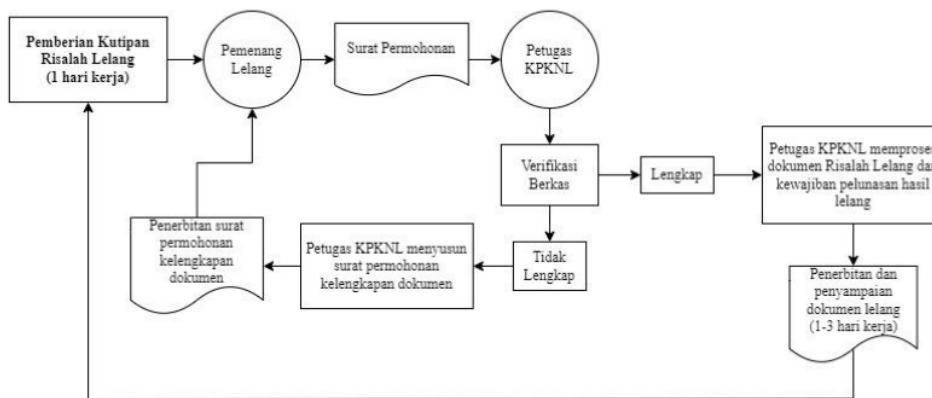 Pemberian Kutipan
Risalah Lelang
(1 hari kerja)
Pemenang
Lelang
Surat Permohonan
Petugas
KPKNL
Verifikasi
Berkas
Lengkap
Petugas KPKNL memproses
dokumen Risalah Lelang dan
kewajiban pelunasan hasil
lelang
Tidak
Lengkap
Petugas KPKNL menyusun
surat permohonan
kelengkapan dokumen
Penerbitan surat
permohonan
kelengkapan
dokumen
Penerbitan dan
penyampaian
dokumen lelang
(1-3 hari kerja)